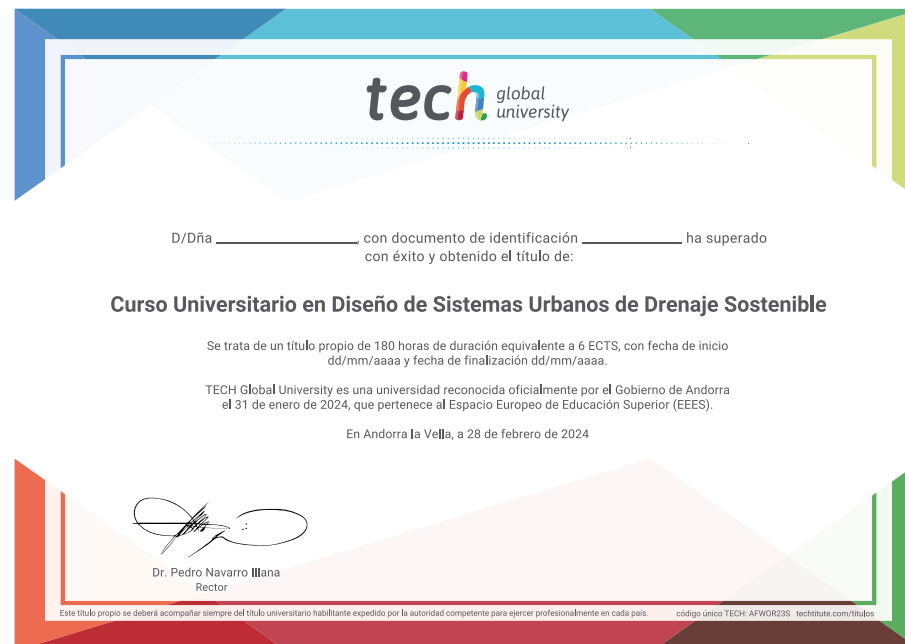 tech global
university
D/Dña ______________, con documento de identificación __________ ha superado
con éxito y obtenido el título de:
Curso Universitario en Diseño de Sistemas Urbanos de Drenaje Sostenible
Se trata de un título propio de 180 horas de duración equivalente a 6 ECTS, con fecha de inicio
dd/mm/aaaa y fecha de finalización dd/mm/aaaa.
TECH Global University es una universidad reconocida oficialmente por el Gobierno de Andorra
el 31 de enero de 2024, que pertenece al Espacio Europeo de Educación Superior (EEES).
En Andorra la Vella, a 28 de febrero de 2024
Dr. Pedro Navarro Illana
Rector
Este título propio se deberá acompañar siempre del título universitario habilitante expedido por la autoridad competente para ejercer profesionalmente en cada país. código único TECH: AFWOR23S techtitute.com/titulos